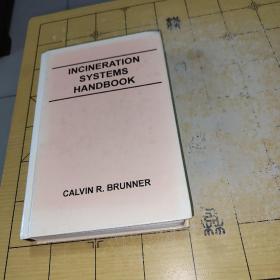 INCINERATION
SYSTEMS
HANDBOOK
CALVIN R. BRUNNER